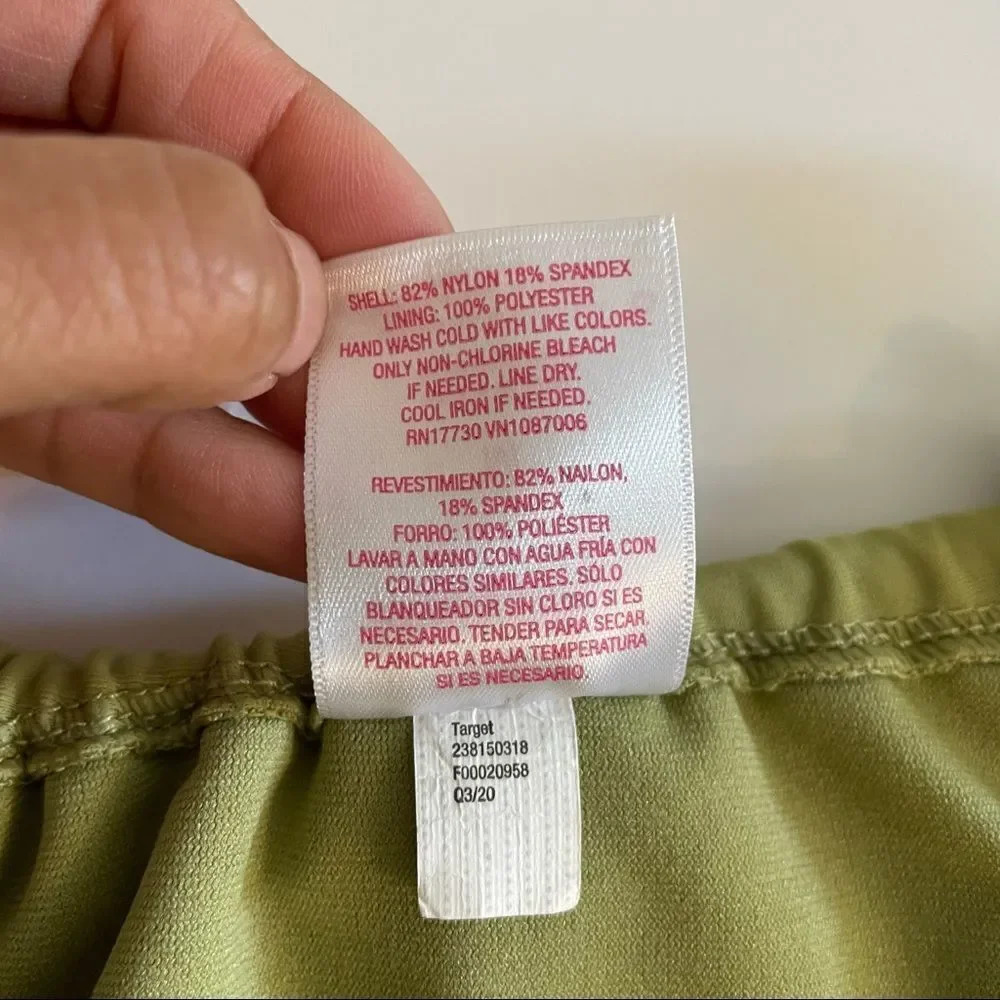 SHELL: 82% NYLON 18% SPANDEX
LINING: 100% POLYESTER
HAND WASH COLD WITH LIKE COLORS.
ONLY NON-CHLORINE BLEACH
IF NEEDED. LINE DRY.
COOL IRON IF NEEDED.
RN17730 VN1087006
REVESTIMIENTO: 82% NAILON,
18% SPANDEX
FORRO: 100% POLIÉSTER
LAVAR A MANO CON AGUA FRÍA CON
COLORES SIMILARES. SÓLO
BLANQUEADOR SIN CLORO SI ES
NECESARIO. TENDER PARA SECAR
PLANCHAR A BAJA TEMPERATURA
SI ES NECESARIO
Target
238150318
F00020958
Q3/20